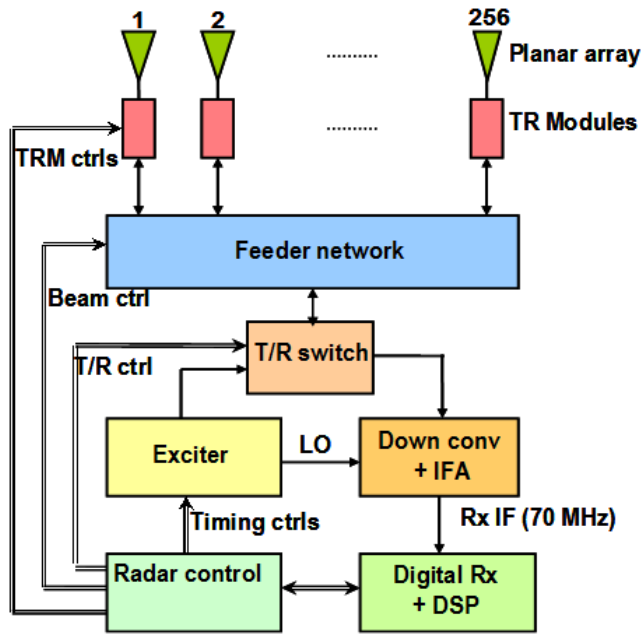 1 2 256
.......... Planar array
.......... TR Modules
TRM ctrls
Feeder network
Beam ctrl
T/R switch
T/R ctrl
Exciter
LO
Down conv
+ IFA
Timing ctrls
Rx IF (70 MHz)
Radar control
Digital Rx
+ DSP